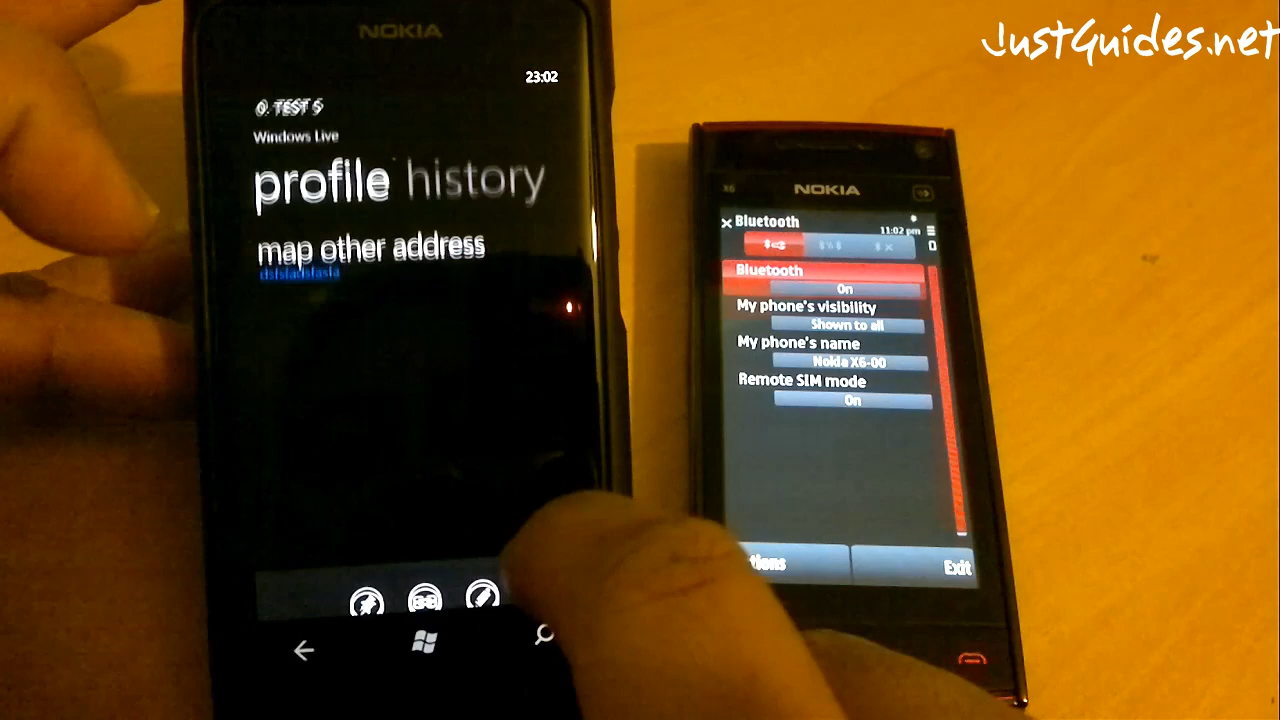 JustGuides.net
NOKIA
23:02
0. TEST 5
Windows Live
profile history
map other address
X6
NOKIA
Bluetooth
11:02 pm
Bluetooth
On
My phone's visibility
Shown to all
My phone's name
Nokia X6-00
Remote SIM mode
On
Exit